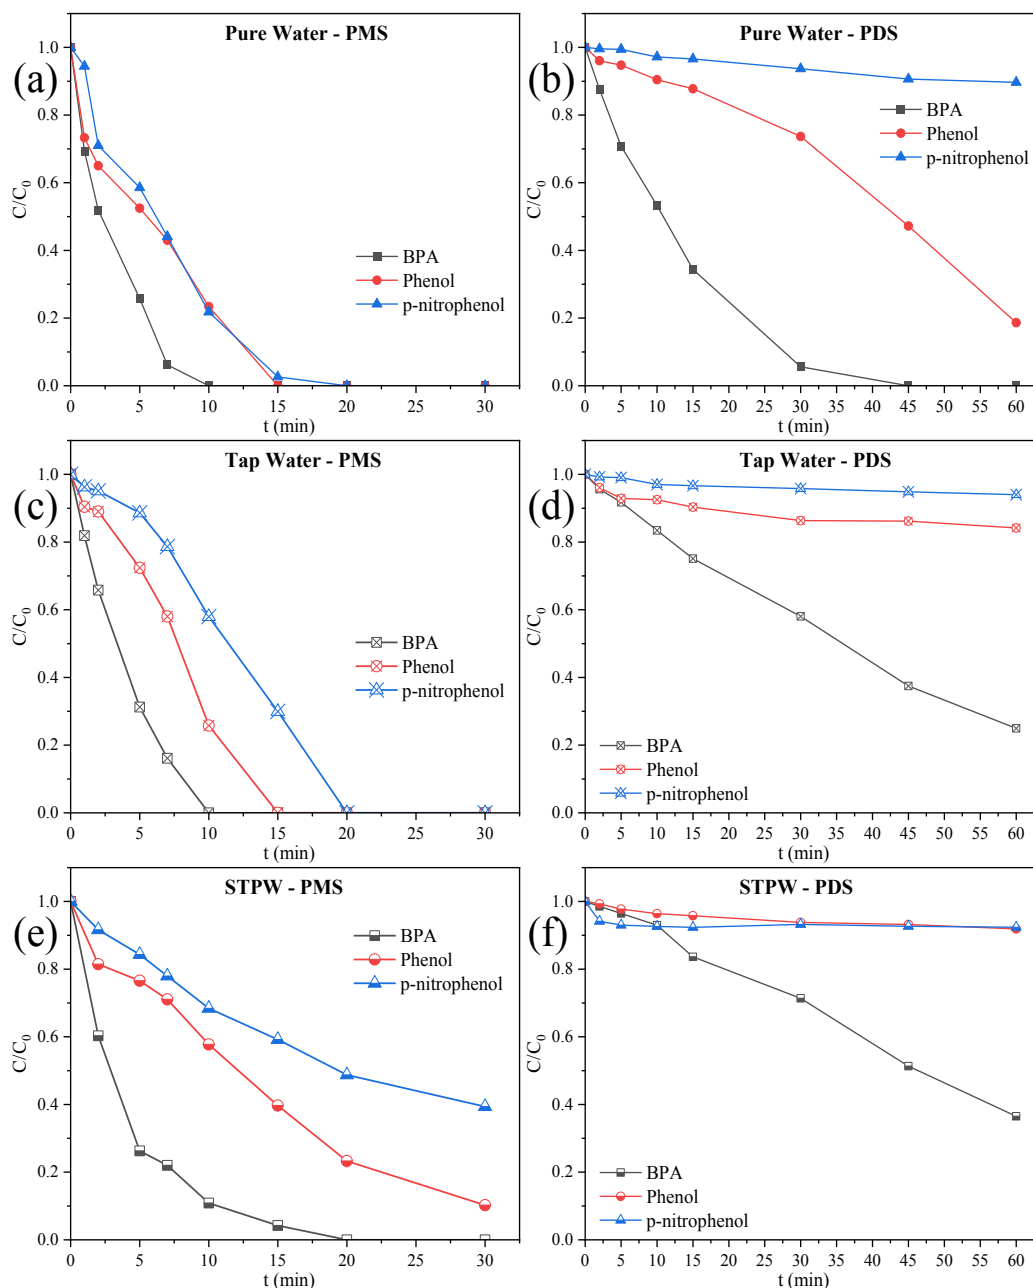 Pure Water - PMS
(a)
C/C0
1.0
0.8
0.6
0.4
0.2
0.0
BPA
Phenol
p-nitrophenol
0 5 10 15 20 25 30
t (min)
Pure Water - PDS
(b)
C/C0
1.0
0.8
0.6
0.4
0.2
0.0
BPA
Phenol
p-nitrophenol
0 5 10 15 20 25 30 35 40 45 50 55 60
t (min)
Tap Water - PMS
(c)
C/C0
1.0
0.8
0.6
0.4
0.2
0.0
BPA
Phenol
p-nitrophenol
0 5 10 15 20 25 30
t (min)
Tap Water - PDS
(d)
C/C0
1.0
0.8
0.6
0.4
0.2
0.0
BPA
Phenol
p-nitrophenol
0 5 10 15 20 25 30 35 40 45 50 55 60
t (min)
STPW - PMS
(e)
C/C0
1.0
0.8
0.6
0.4
0.2
0.0
BPA
Phenol
p-nitrophenol
0 5 10 15 20 25 30
t (min)
STPW - PDS
(f)
C/C0
1.0
0.8
0.6
0.4
0.2
0.0
BPA
Phenol
p-nitrophenol
0 5 10 15 20 25 30 35 40 45 50 55 60
t (min)